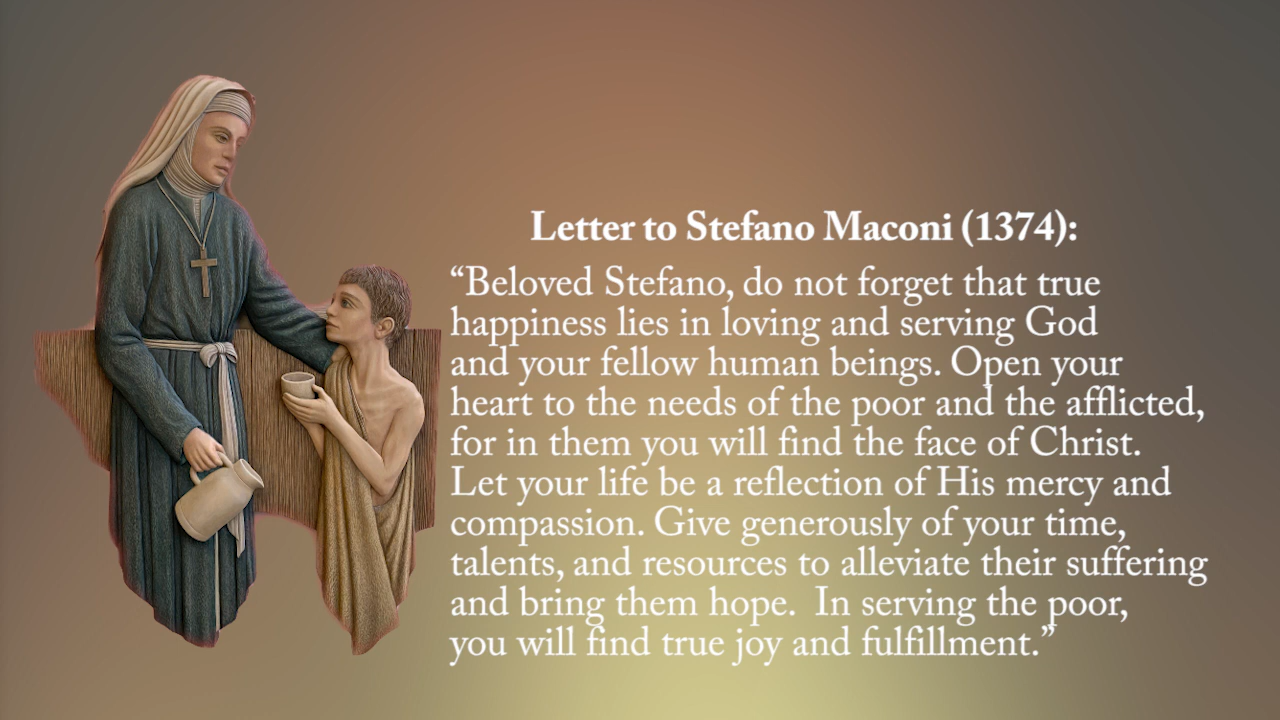 Letter to Stefano Maconi (1374):
“Beloved Stefano, do not forget that true
happiness lies in loving and serving God
and your fellow human beings. Open your
heart to the needs of the poor and the afflicted,
for in them you will find the face of Christ.
Let your life be a reflection of His mercy and
compassion. Give generously of your time,
talents, and resources to alleviate their suffering
and bring them hope.  In serving the poor,
you will find true joy and fulfillment.”